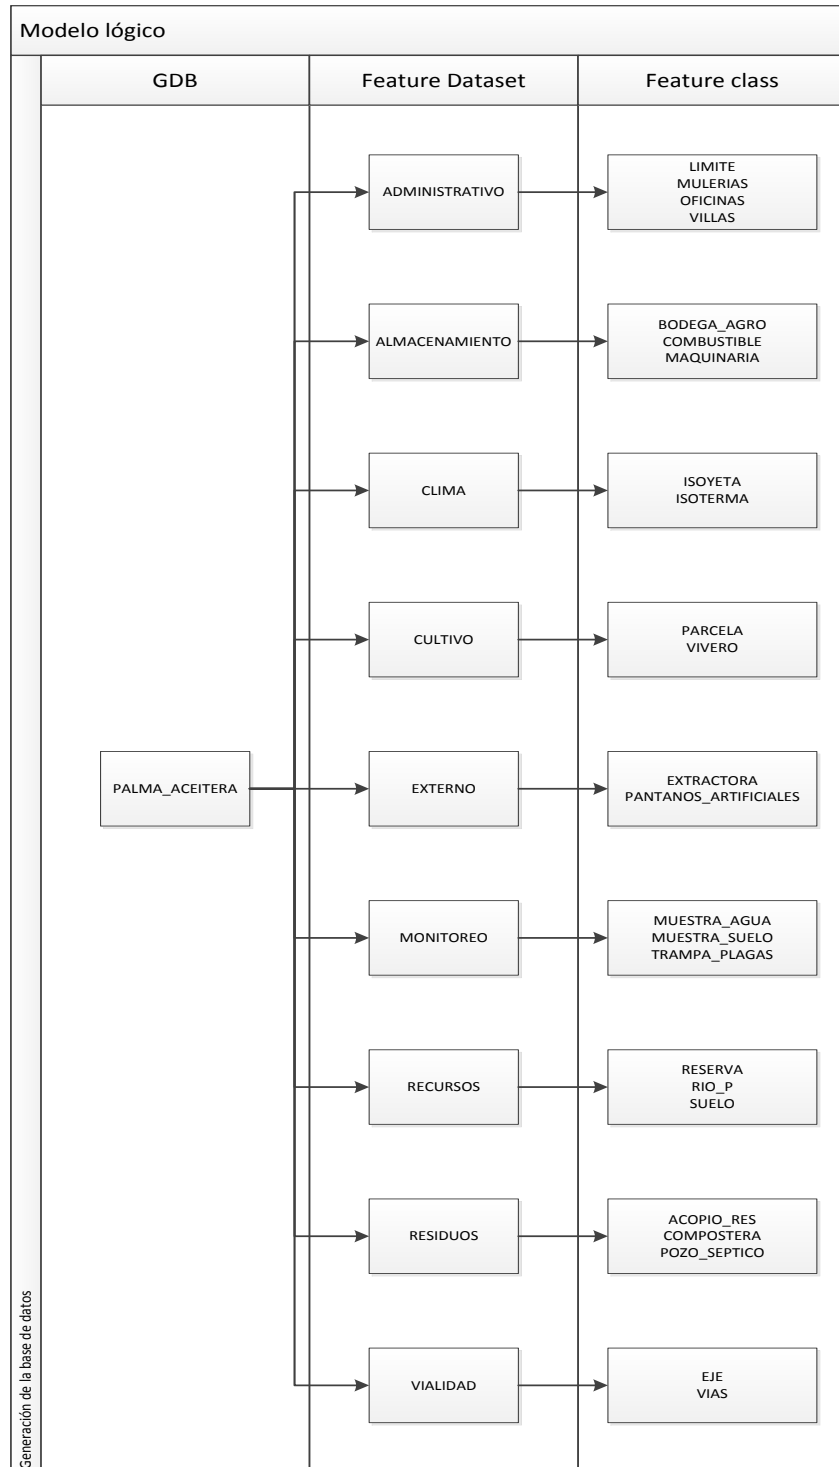 Modelo lógico
GDB
Feature Dataset
Feature class
ADMINISTRATIVO
LIMITE
MULERIAS
OFICINAS
VILLAS
ALMACENAMIENTO
BODEGA_AGRO
COMBUSTIBLE
MAQUINARIA
CLIMA
ISOYETA
ISOTERMA
CULTIVO
PARCELA
VIVERO
PALMA_ACEITERA
EXTERNO
EXTRACTORA
PANTANOS_ARTIFICIALES
MONITOREO
MUESTRA_AGUA
MUESTRA_SUELO
TRAMPA_PLAGAS
RECURSOS
RESERVA
RIO_P
SUELO
RESIDUOS
ACOPIO_RES
COMPOSTERA
POZO_SEPTICO
VIALIDAD
EJE
VIAS
Generación de la base de datos